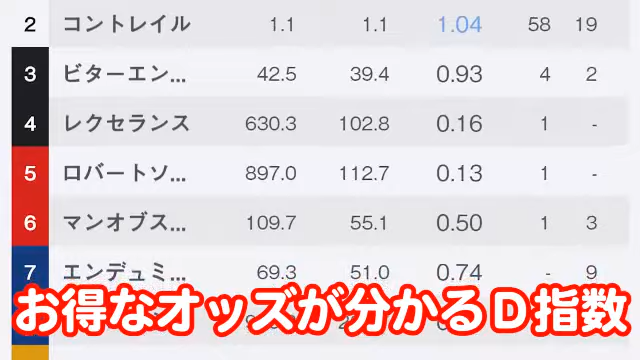 2 コントレイル 1.1 1.1 1.04 58 19
3 ビターエン... 42.5 39.4 0.93 4 2
4 レクセランス 630.3 102.8 0.16 1 -
5 ロバートソ... 897.0 112.7 0.13 1 -
6 マンオブス... 109.7 55.1 0.50 1 3
7 エンデュミ... 69.3 51.0 0.74 - 9
お得なオッズが分かるD指数